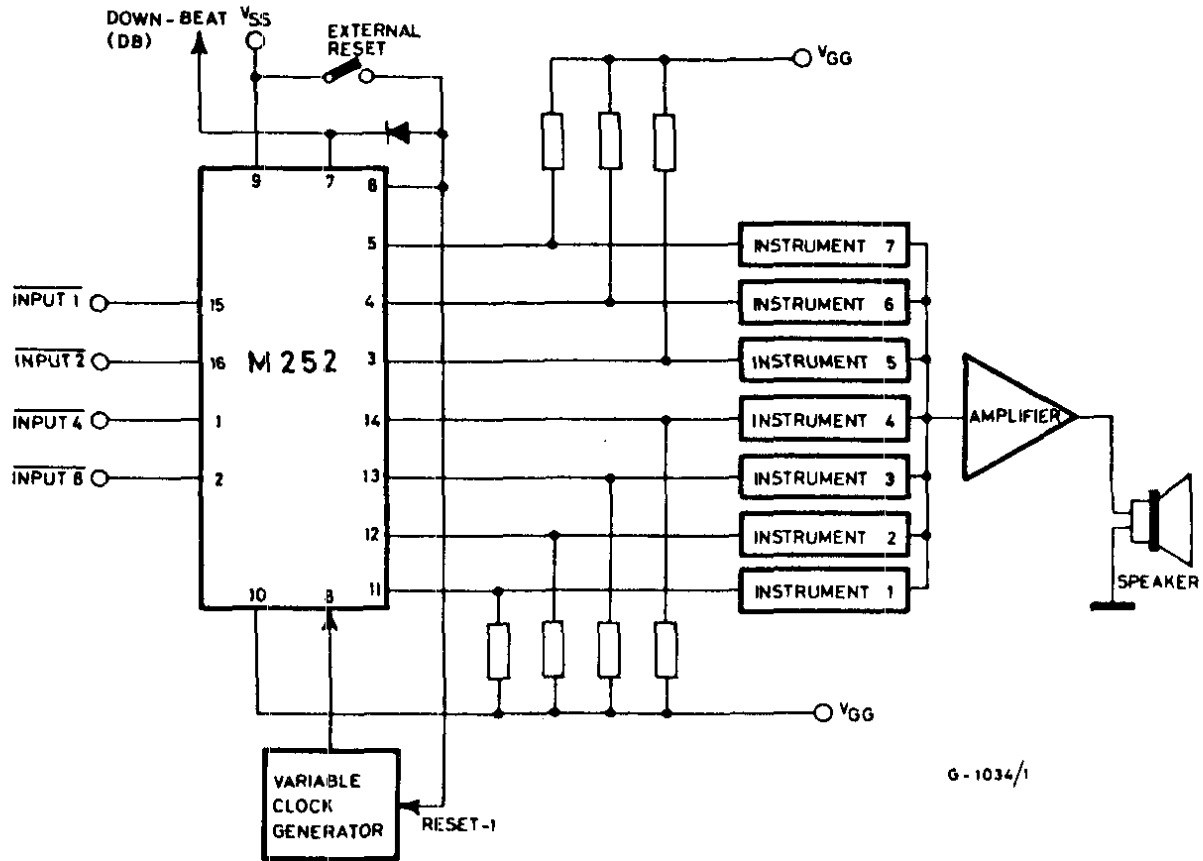 DOWN-BEAT
(DB)
VSS
EXTERNAL
RESET
VGG
9
7
6
5
INSTRUMENT 7
INPUT 1
15
4
INSTRUMENT 6
INPUT 2
16
M252
3
INSTRUMENT 5
INPUT 4
1
14
INSTRUMENT 4
AMPLIFIER
INPUT 8
2
13
INSTRUMENT 3
12
INSTRUMENT 2
10
8
11
INSTRUMENT 1
SPEAKER
VGG
VARIABLE
CLOCK
GENERATOR
RESET-1
G-1034/1